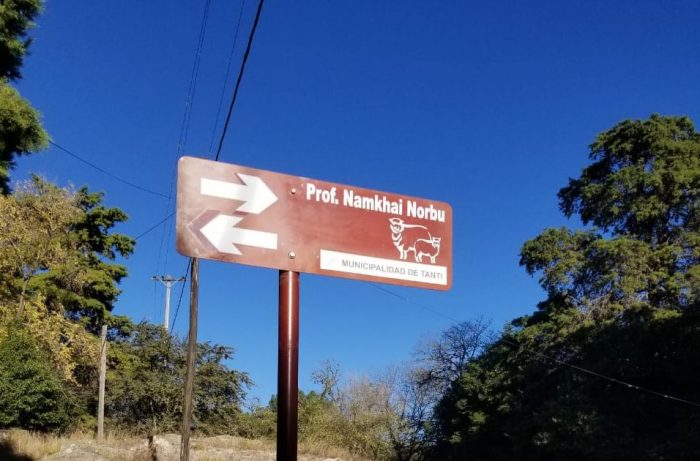 Prof. Namkhai Norbu
MUNICIPALIDAD DE TANTI